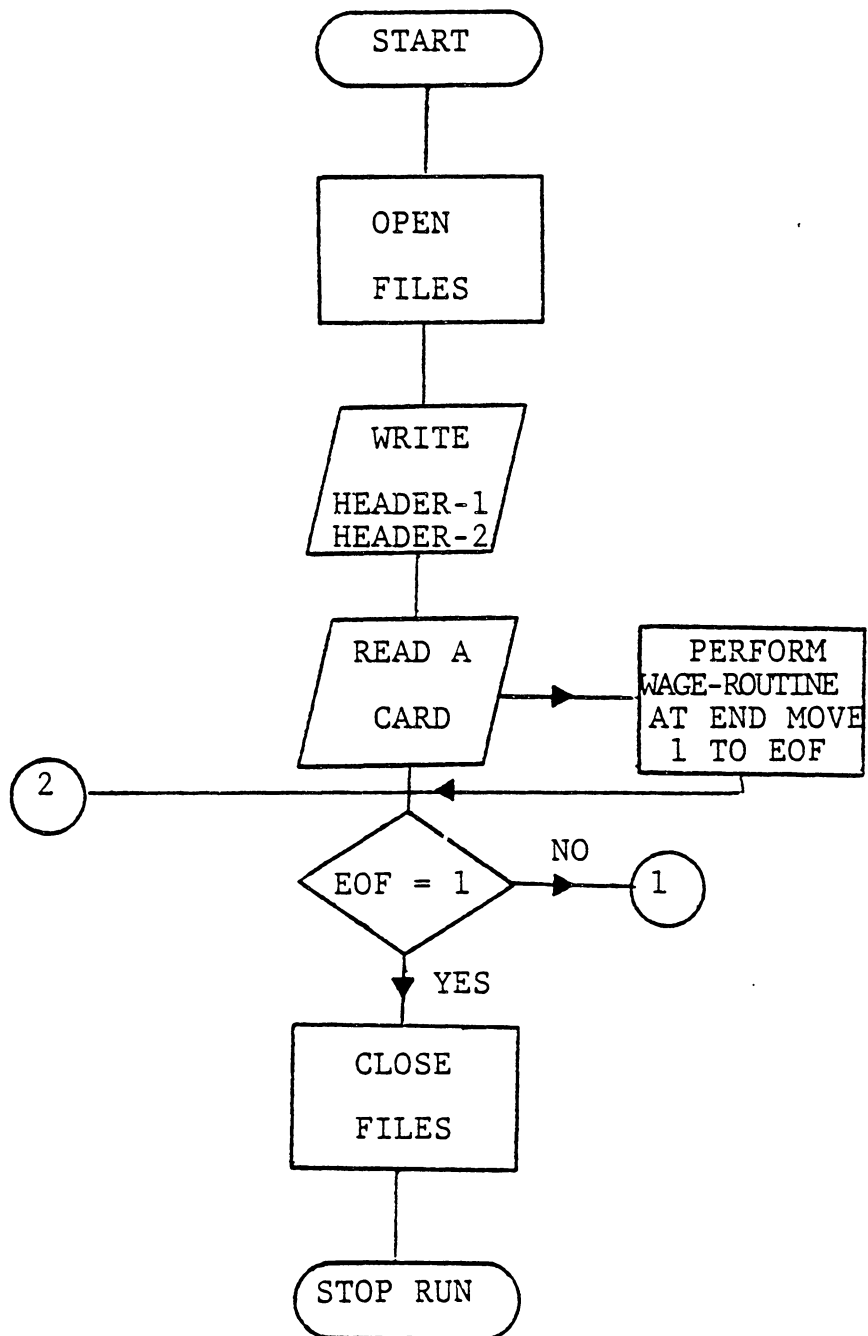 START
OPEN
FILES
WRITE
HEADER-1
HEADER-2
READ A
CARD
PERFORM
WAGE-ROUTINE
AT END MOVE
1 TO EOF
2
EOF = 1
NO
1
YES
CLOSE
FILES
STOP RUN